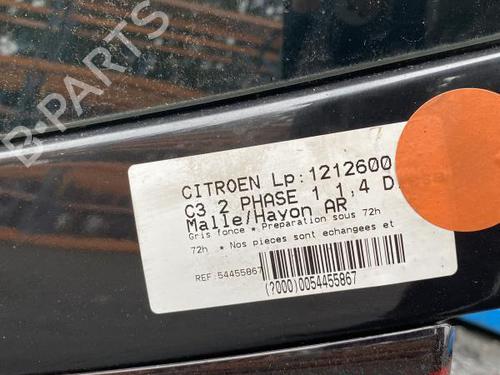 B-PARTS
CITROEN Lp:1212600
C3 2 PHASE 1 1,4 D
Malle/Hayon AR
Gris fonce * Preparation sous 72h
72h * Nos pieces sont echangees et
REF:54455867
(?000)0054455867